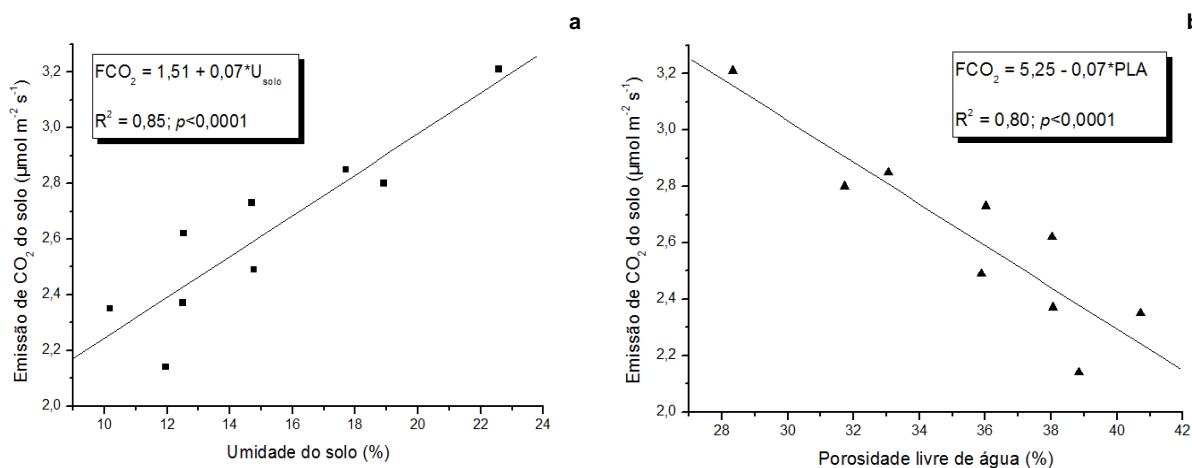 a
FCO₂ = 1,51 + 0,07*U_solo
R² = 0,85; p<0,0001
Emissão de CO₂ do solo (µmol m⁻² s⁻¹)
3,2
3,0
2,8
2,6
2,4
2,2
2,0
10 12 14 16 18 20 22 24
Umidade do solo (%)
b
FCO₂ = 5,25 - 0,07*PLA
R² = 0,80; p<0,0001
Emissão de CO₂ do solo (µmol m⁻² s⁻¹)
3,2
3,0
2,8
2,6
2,4
2,2
2,0
28 30 32 34 36 38 40 42
Porosidade livre de água (%)